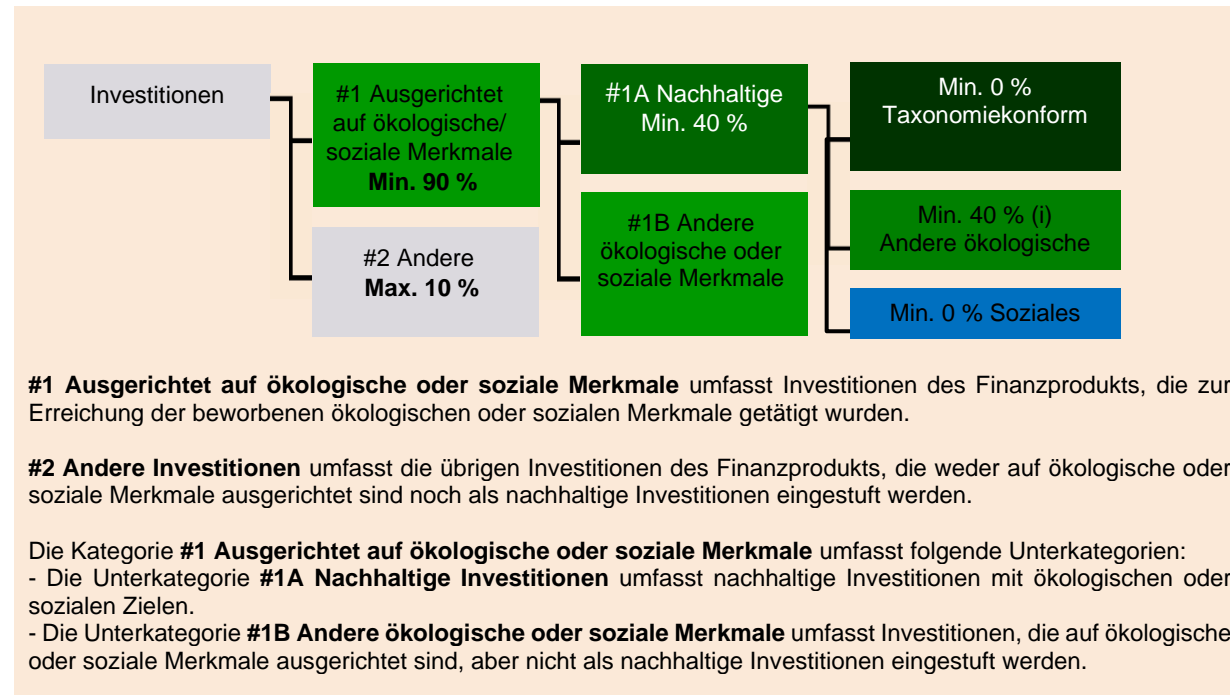 Investitionen
#1 Ausgerichtet
auf ökologische/
soziale Merkmale
Min. 90 %
#2 Andere
Max. 10 %
#1A Nachhaltige
Min. 40 %
#1B Andere
ökologische oder
soziale Merkmale
Min. 0 %
Taxonomiekonform
Min. 40 % (i)
Andere ökologische
Min. 0 % Soziales
#1 Ausgerichtet auf ökologische oder soziale Merkmale umfasst Investitionen des Finanzprodukts, die zur
Erreichung der beworbenen ökologischen oder sozialen Merkmale getätigt wurden.
#2 Andere Investitionen umfasst die übrigen Investitionen des Finanzprodukts, die weder auf ökologische oder
soziale Merkmale ausgerichtet sind noch als nachhaltige Investitionen eingestuft werden.
Die Kategorie #1 Ausgerichtet auf ökologische oder soziale Merkmale umfasst folgende Unterkategorien:
- Die Unterkategorie #1A Nachhaltige Investitionen umfasst nachhaltige Investitionen mit ökologischen oder
sozialen Zielen.
- Die Unterkategorie #1B Andere ökologische oder soziale Merkmale umfasst Investitionen, die auf ökologische
oder soziale Merkmale ausgerichtet sind, aber nicht als nachhaltige Investitionen eingestuft werden.